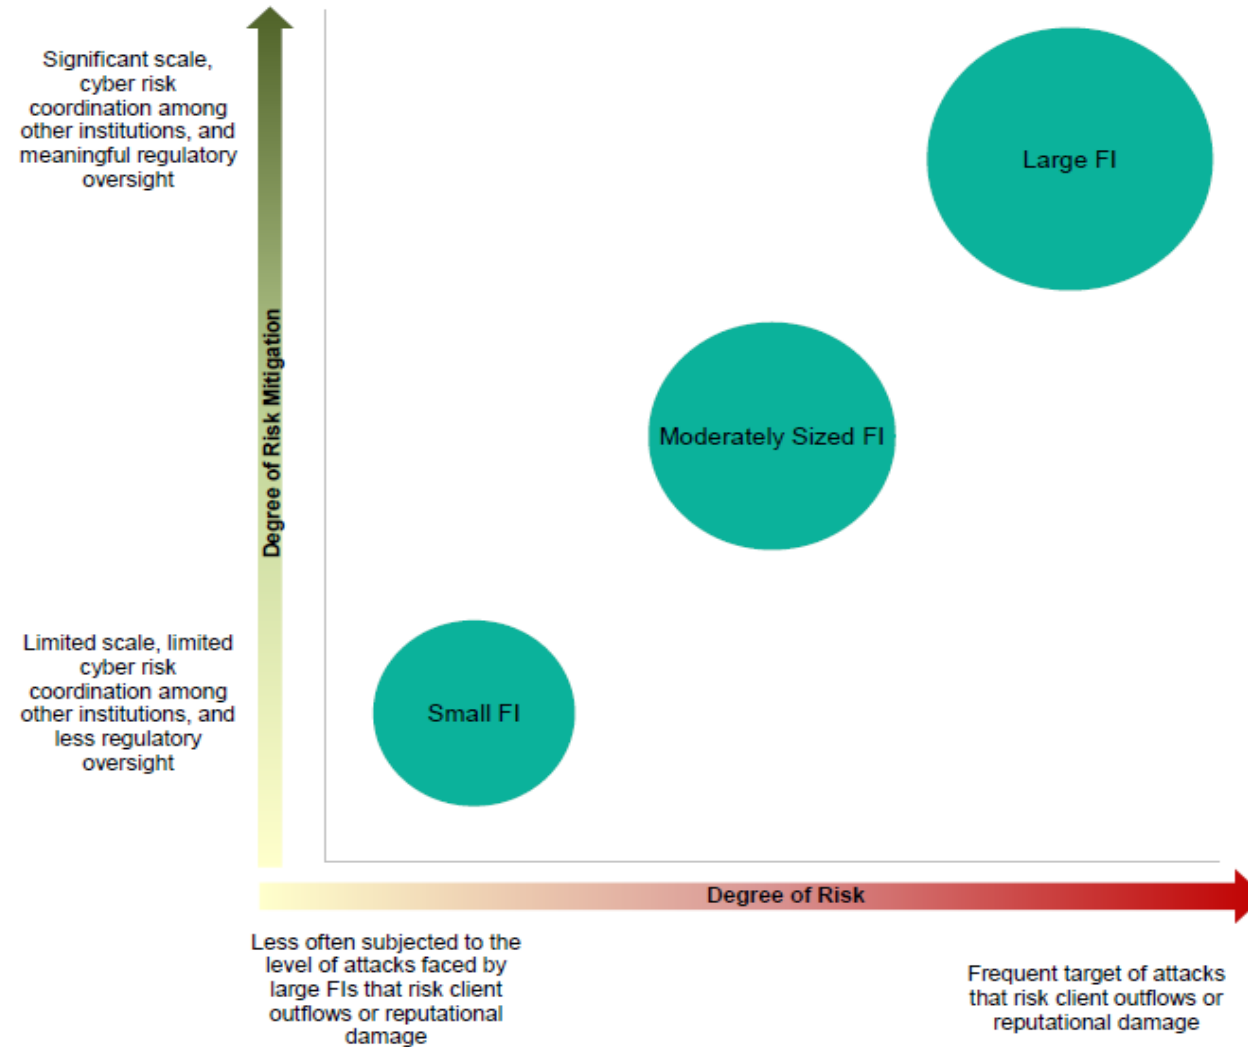 Significant scale,
cyber risk
coordination among
other institutions, and
meaningful regulatory
oversight
Large FI
Degree of Risk Mitigation
Moderately Sized FI
Limited scale, limited
cyber risk
coordination among
other institutions, and
less regulatory
oversight
Small FI
Degree of Risk
Less often subjected to the
level of attacks faced by
large FIs that risk client
outflows or reputational
damage
Frequent target of attacks
that risk client outflows or
reputational damage